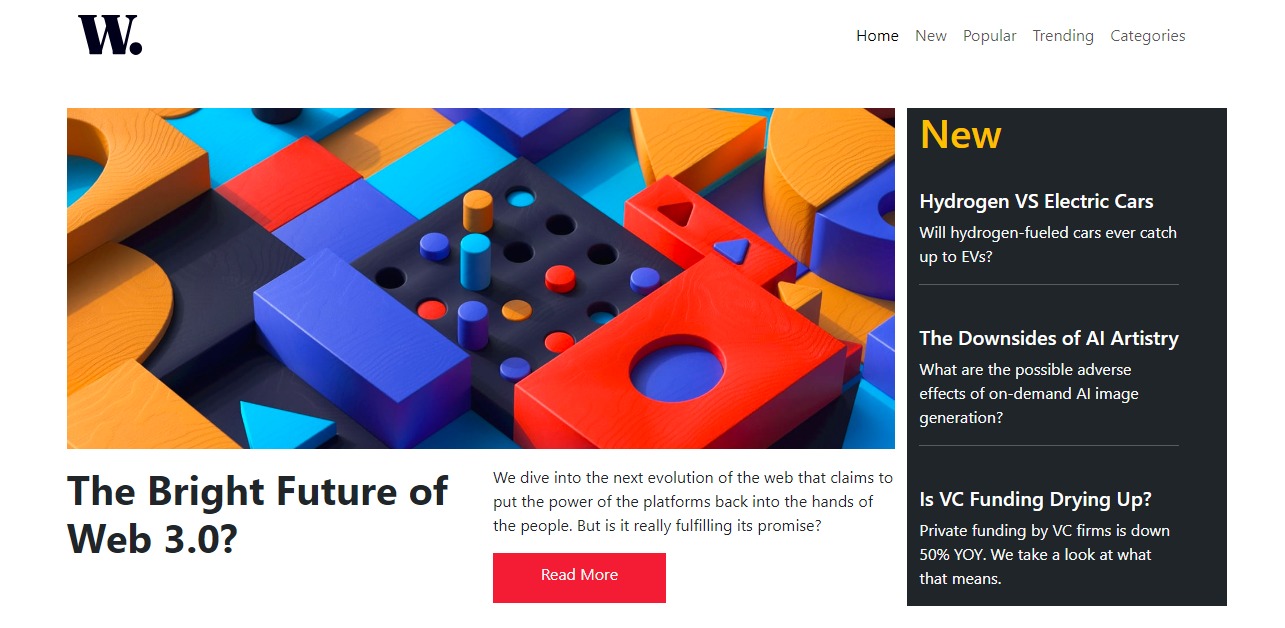 W.
Home New Popular Trending Categories
The Bright Future of
Web 3.0?
We dive into the next evolution of the web that claims to
put the power of the platforms back into the hands of
the people. But is it really fulfilling its promise?
Read More
New
Hydrogen VS Electric Cars
Will hydrogen-fueled cars ever catch
up to EVs?
The Downsides of AI Artistry
What are the possible adverse
effects of on-demand AI image
generation?
Is VC Funding Drying Up?
Private funding by VC firms is down
50% YOY. We take a look at what
that means.